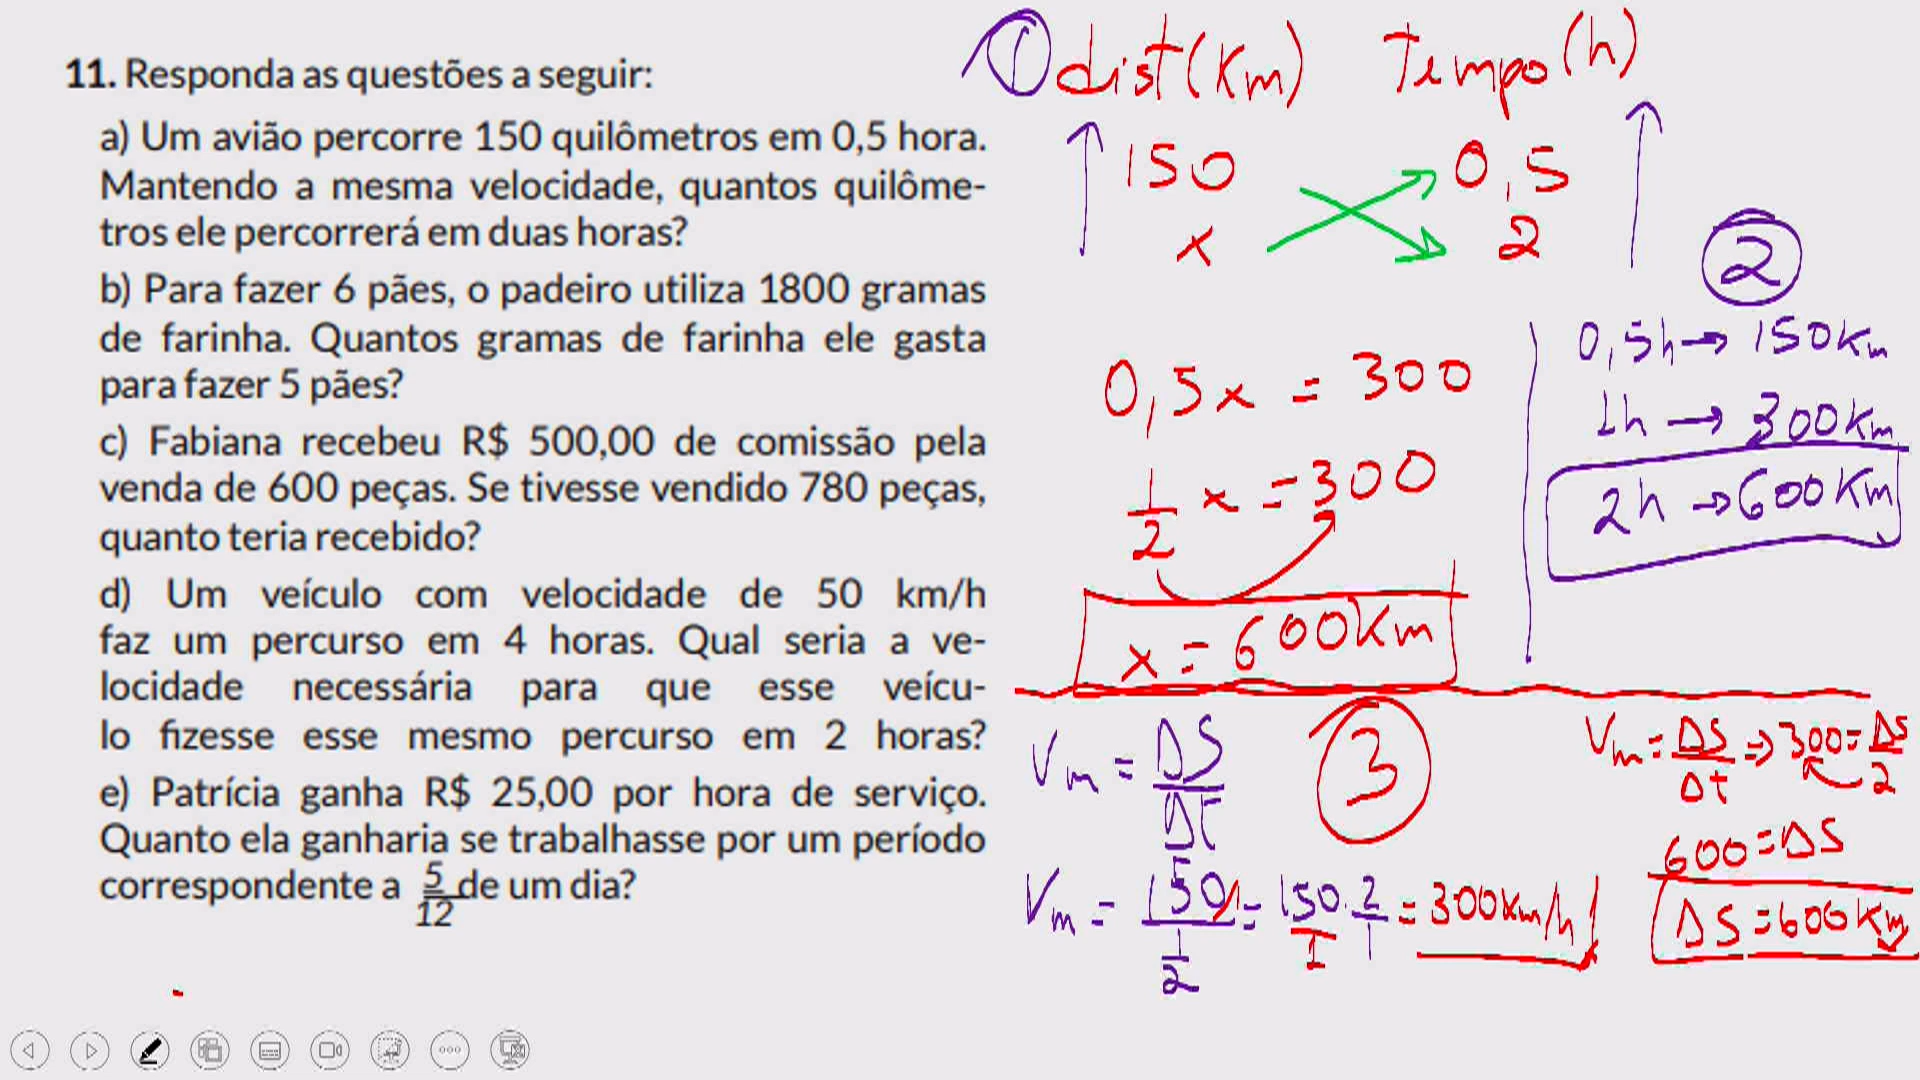 11. Responda as questões a seguir:
a) Um avião percorre 150 quilômetros em 0,5 hora.
Mantendo a mesma velocidade, quantos quilôme-
tros ele percorrerá em duas horas?
b) Para fazer 6 pães, o padeiro utiliza 1800 gramas
de farinha. Quantos gramas de farinha ele gasta
para fazer 5 pães?
c) Fabiana recebeu R$ 500,00 de comissão pela
venda de 600 peças. Se tivesse vendido 780 peças,
quanto teria recebido?
d) Um veículo com velocidade de 50 km/h
faz um percurso em 4 horas. Qual seria a ve-
locidade necessária para que esse veícu-
lo fizesse esse mesmo percurso em 2 horas?
e) Patrícia ganha R$ 25,00 por hora de serviço.
Quanto ela ganharia se trabalhasse por um período
correspondente a 5/12 de um dia?
① dist(Km) Tempo(h)
150 0,5
x 2
0,5x = 300
1/2 x = 300
x = 600Km
②
0,5h → 150Km
1h → 300Km
2h → 600Km
③
Vm = ΔS/Δt
Vm = 150/1/1/2 = 150/1 . 2/1 = 300Km/h
Vm = ΔS/Δt ⇒ 300 = ΔS/2
600 = ΔS
ΔS = 600Km